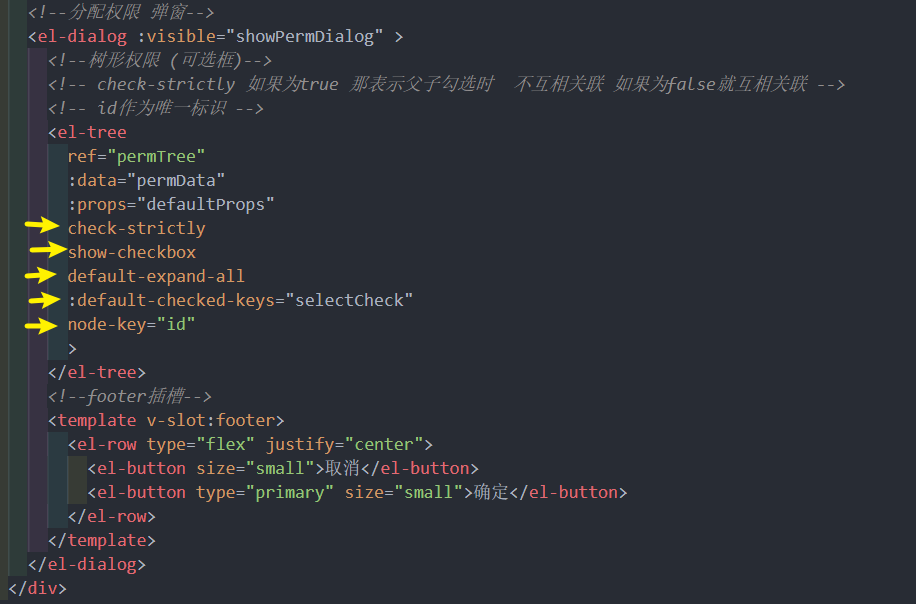 <!--分配权限 弹窗-->
<el-dialog :visible="showPermDialog" >
<!--树形权限 (可选框)-->
<!-- check-strictly 如果为true 那表示父子勾选时  不互相关联 如果为false就互相关联 -->
<!-- id作为唯一标识 -->
<el-tree
ref="permTree"
:data="permData"
:props="defaultProps"
check-strictly
show-checkbox
default-expand-all
:default-checked-keys="selectCheck"
node-key="id"
>
</el-tree>
<!--footer插槽-->
<template v-slot:footer>
<el-row type="flex" justify="center">
<el-button size="small">取消</el-button>
<el-button type="primary" size="small">确定</el-button>
</el-row>
</template>
</el-dialog>
</div>